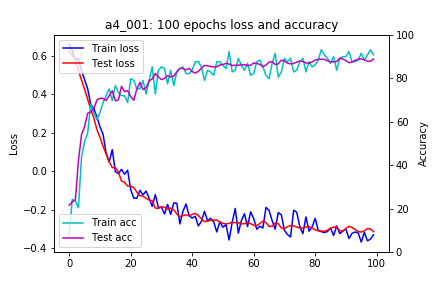 a4_001: 100 epochs loss and accuracy
Train loss
Test loss
Train acc
Test acc
Loss
Accuracy
0.6
0.4
0.2
0.0
−0.2
−0.4
100
80
60
40
20
0
0 20 40 60 80 100